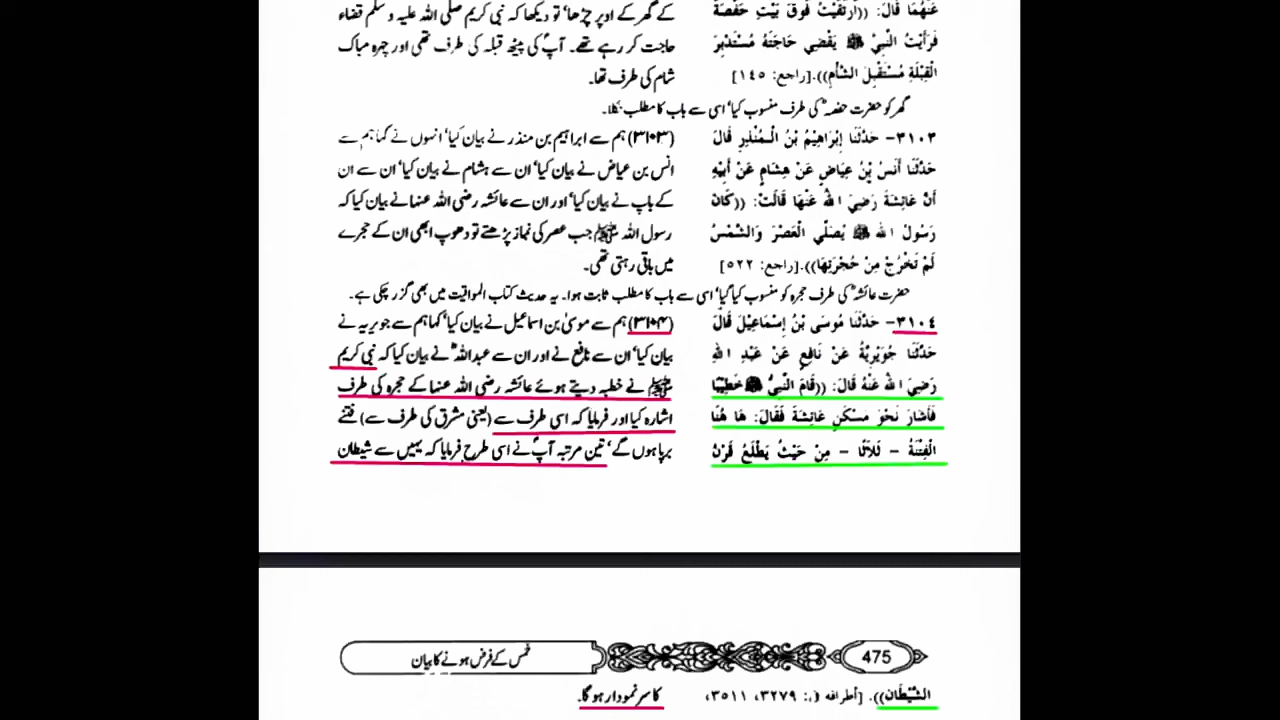 عَنْهُمَا قَالَ: ((ارْتَقَيْتُ فَوْقَ بَيْتِ حَفْصَةَ
فَرَأَيْتُ النَّبِيَّ ﷺ يَقْضِي حَاجَتَهُ مُسْتَدْبِرَ
الْقِبْلَةِ مُسْتَقْبِلَ الشَّأْمِ)).[راجع: ١٤٥]
کے گھر کے اوپر چڑھا’ تو دیکھا کہ نبی کریم صلی اللہ علیہ و سلم قضاء
حاجت کر رہے تھے۔ آپؐ کی پیٹھ قبلہ کی طرف تھی اور چہرہ مبارک
شام کی طرف تھا۔
گھر کو حضرت حفصہؓ کی طرف منسوب کیا’ اسی سے باب کا مطلب نکلا۔
٣١٠٣- حَدَّثَنَا إِبْرَاهِيْمُ بْنُ الْـمُنْذِرِ قَالَ
حَدَّثَنَا أَنَسُ بْنُ عِيَاضٍ عَنْ هِشَامٍ عَنْ أَبِيْهِ
أَنَّ عَائِشَةَ رَضِيَ اللهُ عَنْهَا قَالَتْ: ((كَانَ
رَسُولُ اللهِ ﷺ يُصَلِّي الْعَصْرَ وَالشَّمْسُ
لَمْ تَخْرُجْ مِنْ حُجْرَتِهَا)).[راجع: ٥٢٢]
(۳۱۰۳) ہم سے ابراہیم بن منذر نے بیان کیا’ انہوں نے کہا ہم سے
انس بن عیاض نے بیان کیا’ ان سے ہشام نے بیان کیا’ ان سے ان
کے باپ نے بیان کیا’ اور ان سے عائشہ رضی اللہ عنہا نے بیان کیا کہ
رسول اللہ ﷺ جب عصر کی نماز پڑھتے تو دھوپ ابھی ان کے حجرے
میں باقی رہتی تھی۔
حضرت عائشہؓ کی طرف حجرہ کو منسوب کیا گیا’ اسی سے باب کا مطلب ثابت ہوا۔ یہ حدیث کتاب المواقیت میں بھی گزر چکی ہے۔
٣١٠٤- حَدَّثَنَا مُوسَى بْنُ إِسْمَاعِيْلَ قَالَ
حَدَّثَنَا جُوَيْرِيَةُ عَنْ نَافِعٍ عَنْ عَبْدِ اللهِ
رَضِيَ اللهُ عَنْهُ قَالَ: ((قَامَ النَّبِيُّ ﷺ خَطِيْبًا
فَأَشَارَ نَحْوَ مَسْكَنِ عَائِشَةَ فَقَالَ: هَا هُنَا
الْفِتْنَةُ - ثَلاَثًا - مِنْ حَيْثُ يَطْلُعُ قَرْنُ
(۳۱۰۴) ہم سے موسیٰ بن اسماعیل نے بیان کیا’ کہا ہم سے جویریہ نے
بیان کیا’ ان سے نافع نے اور ان سے عبداللہؓ نے بیان کیا کہ نبی کریم
ﷺ نے خطبہ دیتے ہوئے عائشہ رضی اللہ عنہا کے حجرہ کی طرف
اشارہ کیا اور فرمایا کہ اسی طرف سے (یعنی مشرق کی طرف سے) فتنے
برپا ہوں گے’ تین مرتبہ آپؐ نے اسی طرح فرمایا کہ یہیں سے شیطان
475
خمس کے فرض ہونے کا بیان
الشَّيْطَان)). [أطرافه في: ٣٢٧٩، ٣٥١١،
کا سر نمودار ہو گا۔